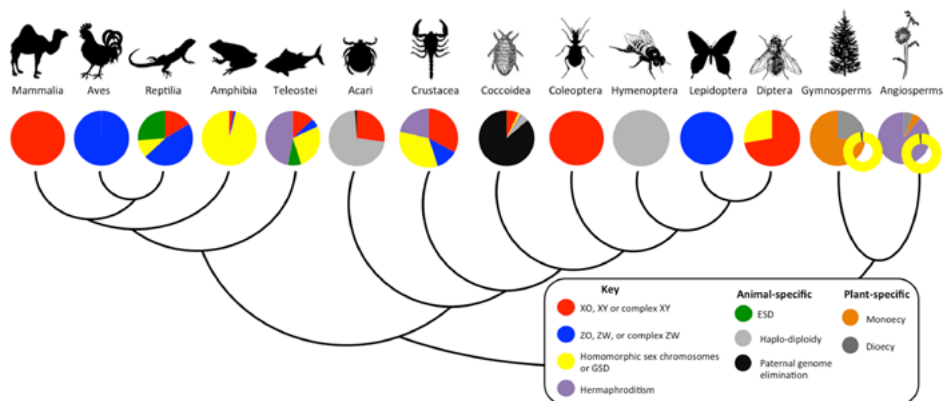 Mammalia Aves Reptilia Amphibia Teleostei Acari Crustacea Coccoidea Coleoptera Hymenoptera Lepidoptera Diptera Gymnosperms Angiosperms
Key
XO, XY or complex XY
ZO, ZW, or complex ZW
Homomorphic sex chromosomes
or GSD
Hermaphroditism
Animal-specific
ESD
Haplo-diploidy
Paternal genome
elimination
Plant-specific
Monoecy
Dioecy